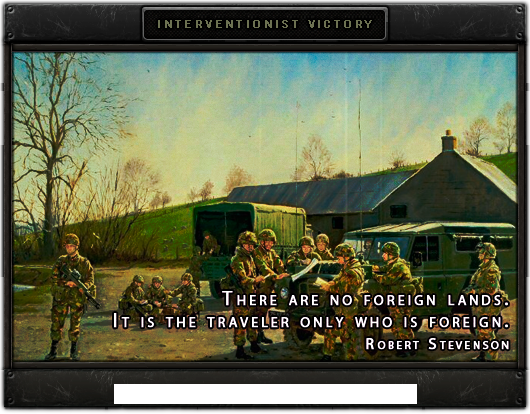 INTERVENTIONIST VICTORY
THERE ARE NO FOREIGN LANDS.
IT IS THE TRAVELER ONLY WHO IS FOREIGN.
ROBERT STEVENSON